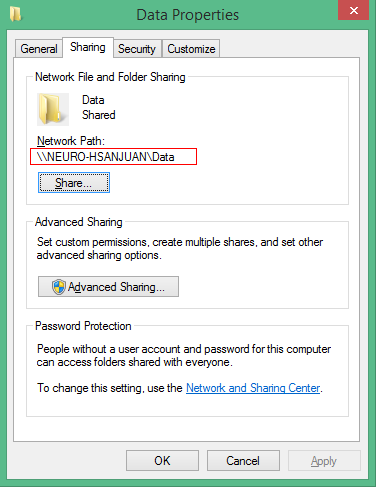 Data Properties
General Sharing Security Customize
Network File and Folder Sharing
Data
Shared
Network Path:
\\NEURO-HSANJUAN\Data
Share...
Advanced Sharing
Set custom permissions, create multiple shares, and set other
advanced sharing options.
Advanced Sharing...
Password Protection
People without a user account and password for this computer
can access folders shared with everyone.
To change this setting, use the Network and Sharing Center.
OK Cancel Apply